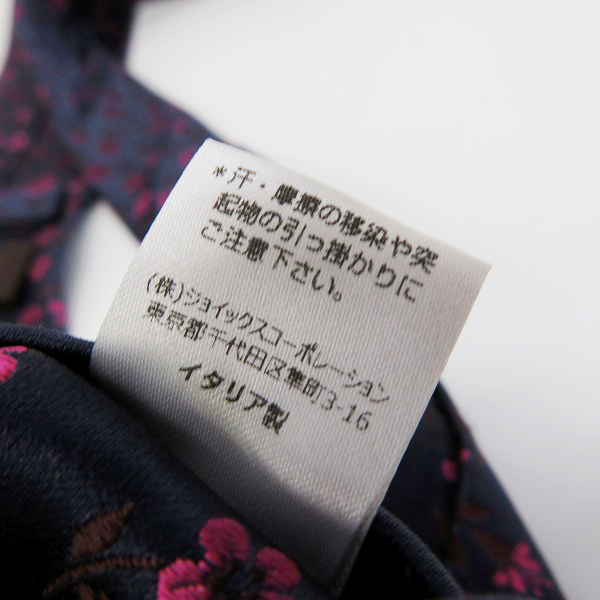 *汗・摩擦の移染や突
起物の引っ掛かりに
ご注意下さい。
(株)ジョイックスコーポレーション
東京都千代田区隼町3-16
イタリア製